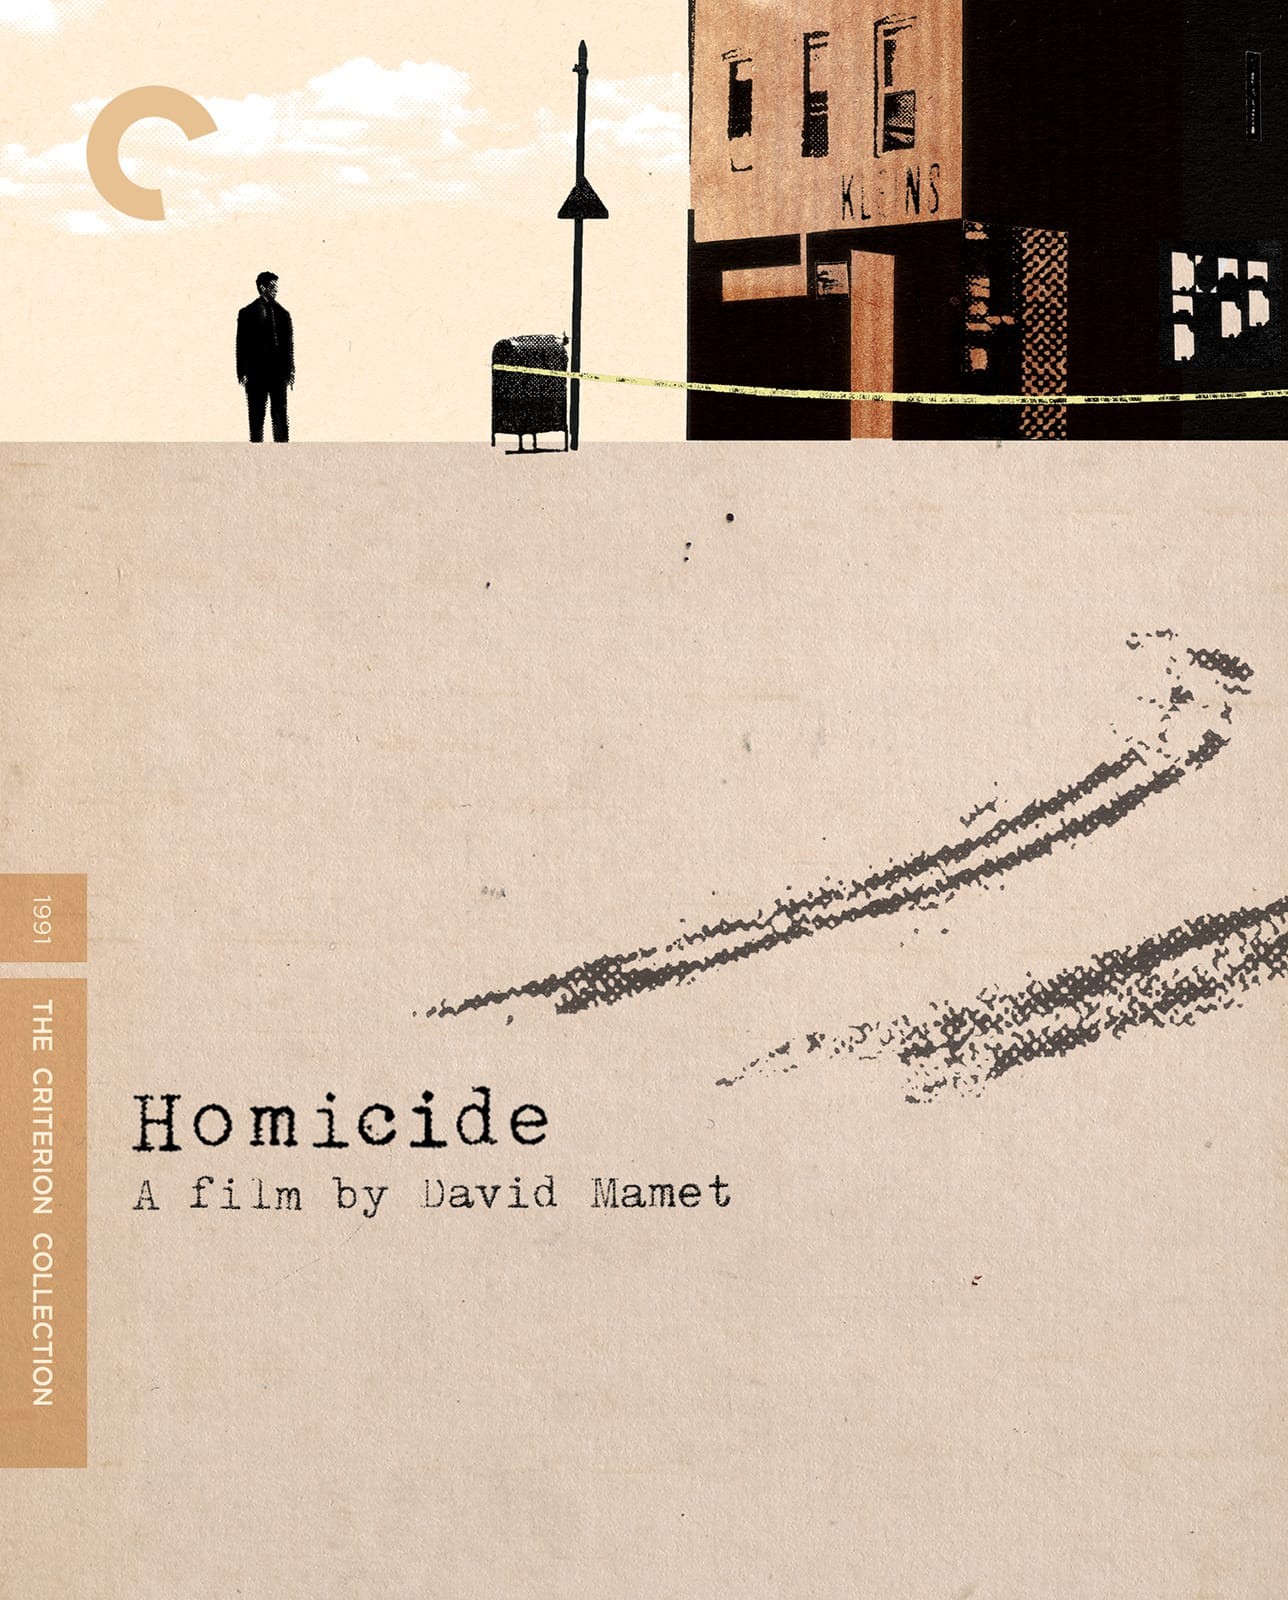 KLEINS
1991
THE CRITERION COLLECTION
Homicide
A film by David Mamet